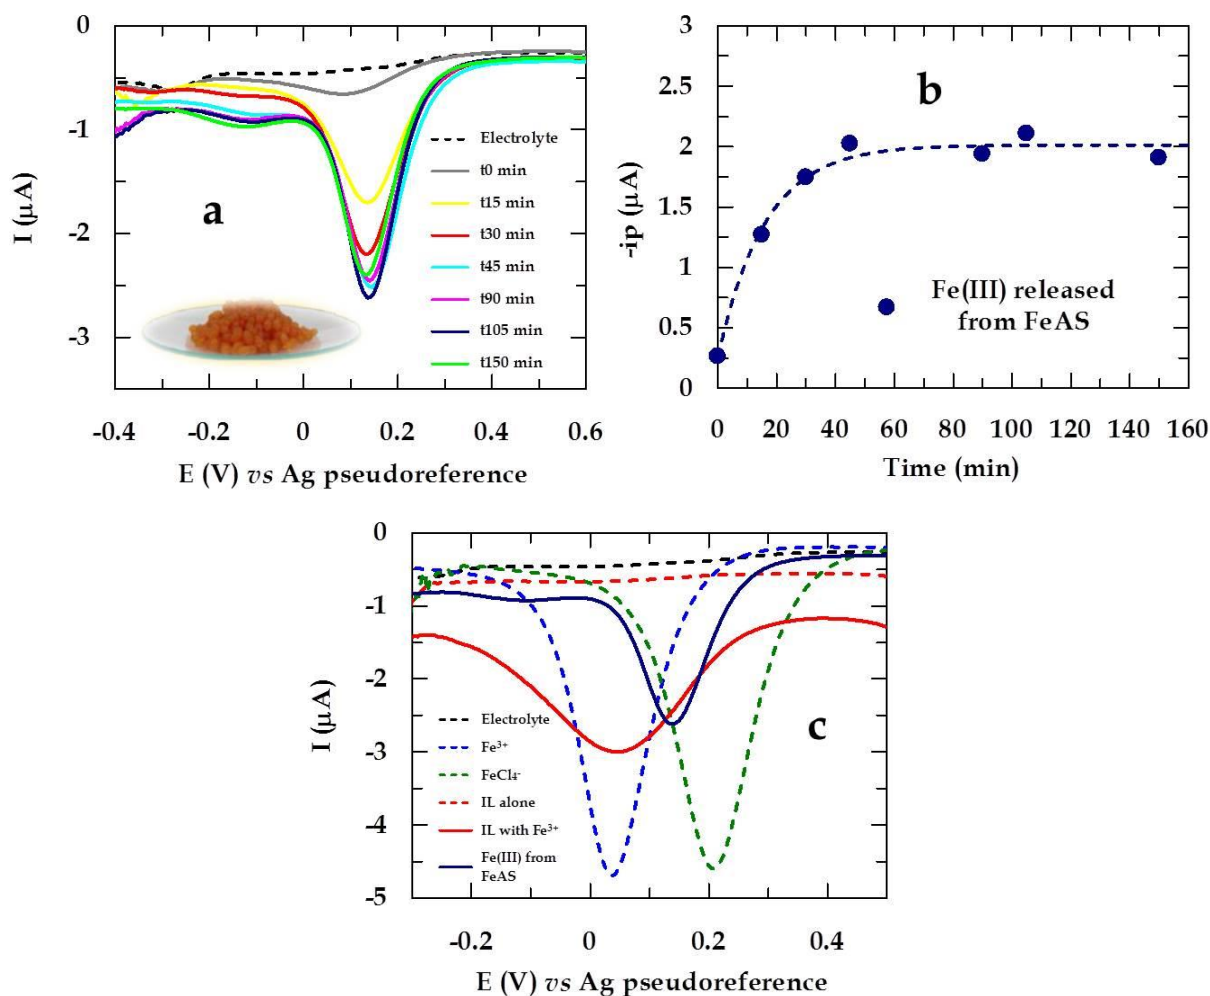 0
-1
-2
-3
I (µA)
a
Electrolyte
t0 min
t15 min
t30 min
t45 min
t90 min
t105 min
t150 min
-0.4 -0.2 0 0.2 0.4 0.6
E (V) vs Ag pseudoreference
3
2.5
2
1.5
1
0.5
0
-ip (µA)
b
Fe(III) released
from FeAS
0 20 40 60 80 100 120 140 160
Time (min)
0
-1
-2
-3
-4
-5
I (µA)
c
Electrolyte
Fe³⁺
FeCl₄⁻
IL alone
IL with Fe³⁺
Fe(III) from
FeAS
-0.2 0 0.2 0.4
E (V) vs Ag pseudoreference